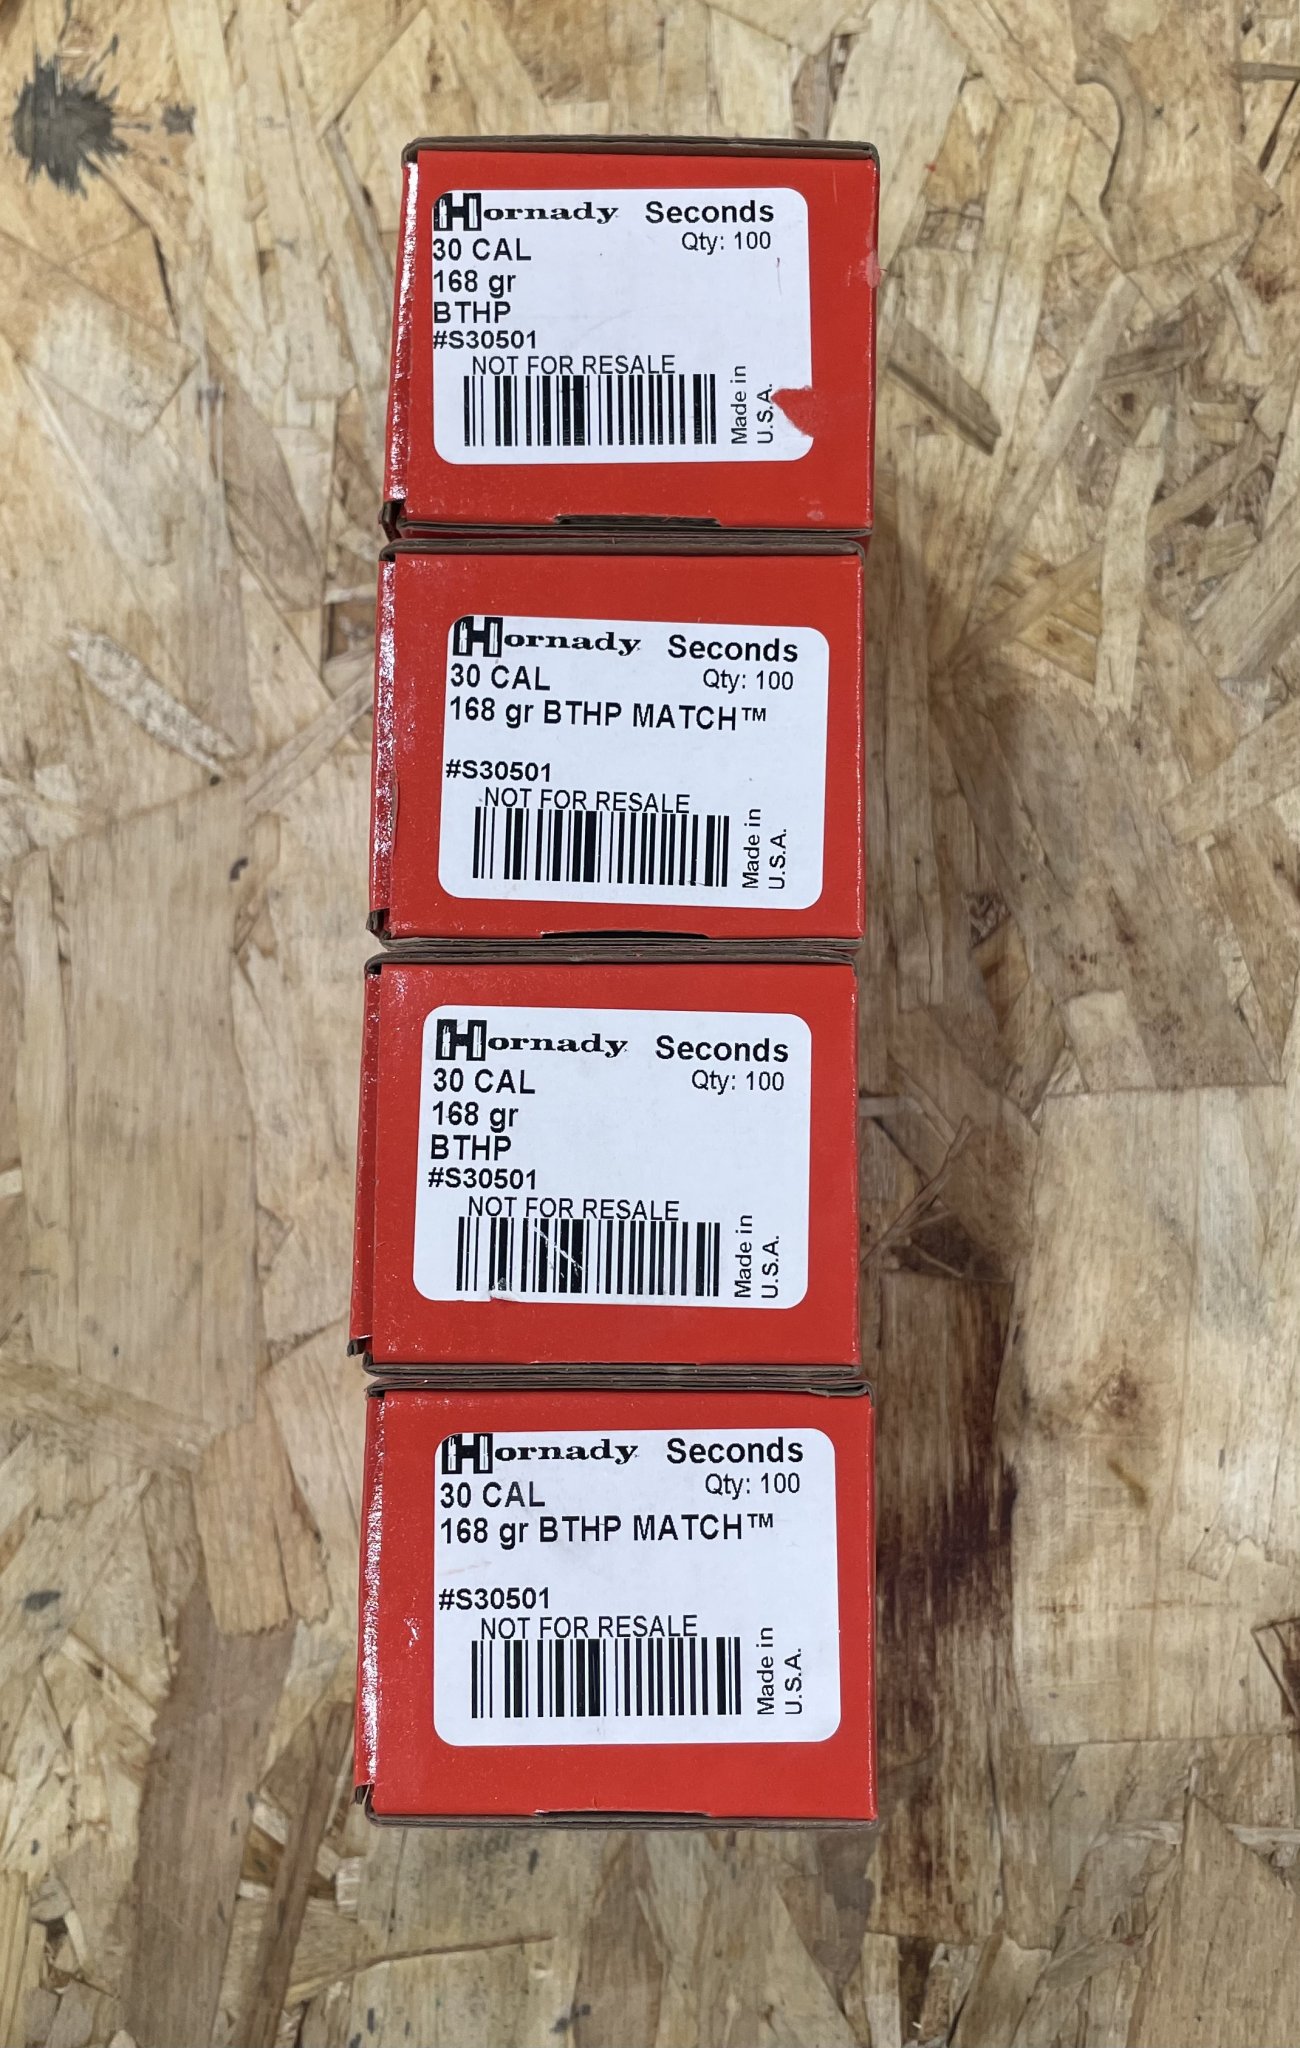 Hornady Seconds
30 CAL Qty: 100
168 gr
BTHP
#S30501
NOT FOR RESALE
Made in
U.S.A.
Hornady Seconds
30 CAL Qty: 100
168 gr BTHP MATCH™
#S30501
NOT FOR RESALE
Made in
U.S.A.
Hornady Seconds
30 CAL Qty: 100
168 gr
BTHP
#S30501
NOT FOR RESALE
Made in
U.S.A.
Hornady Seconds
30 CAL Qty: 100
168 gr BTHP MATCH™
#S30501
NOT FOR RESALE
Made in
U.S.A.